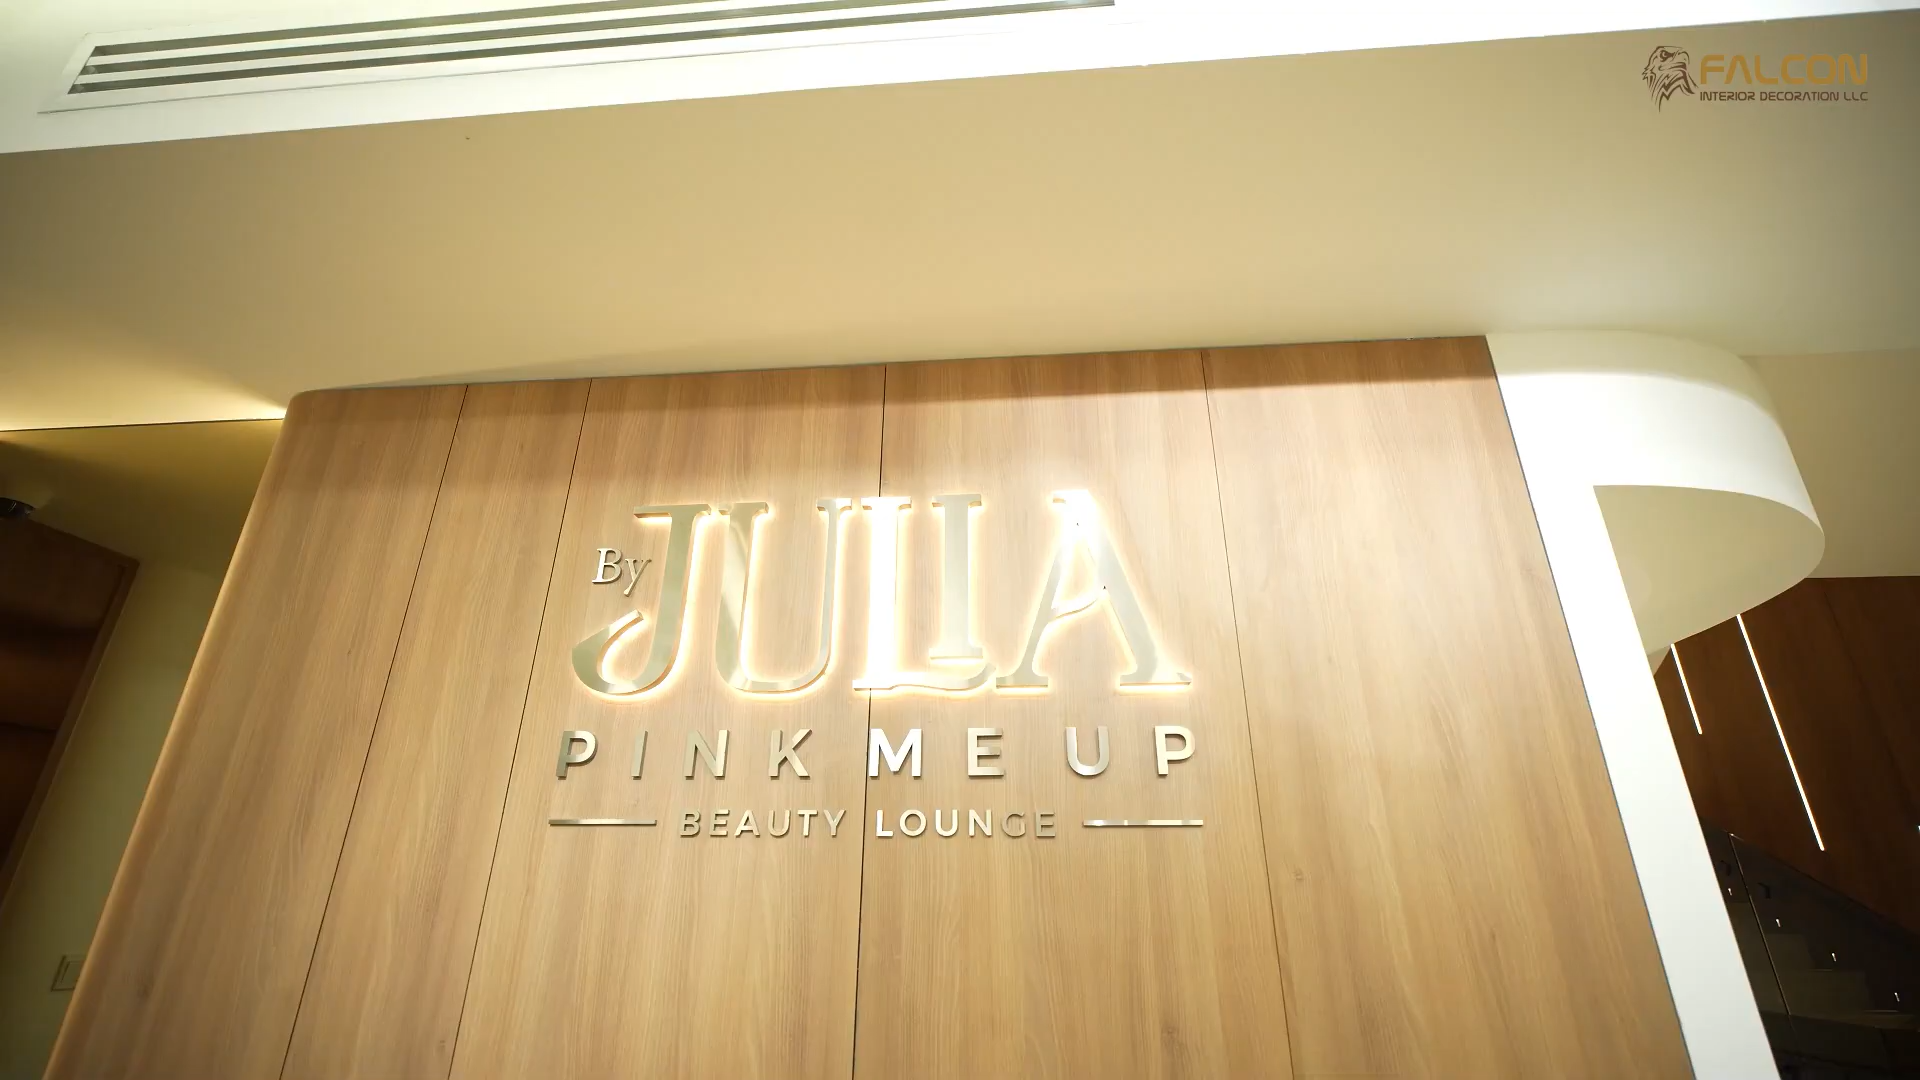 FALCON
INTERIOR DECORATION LLC
By JULIA
PINK ME UP
BEAUTY LOUNGE